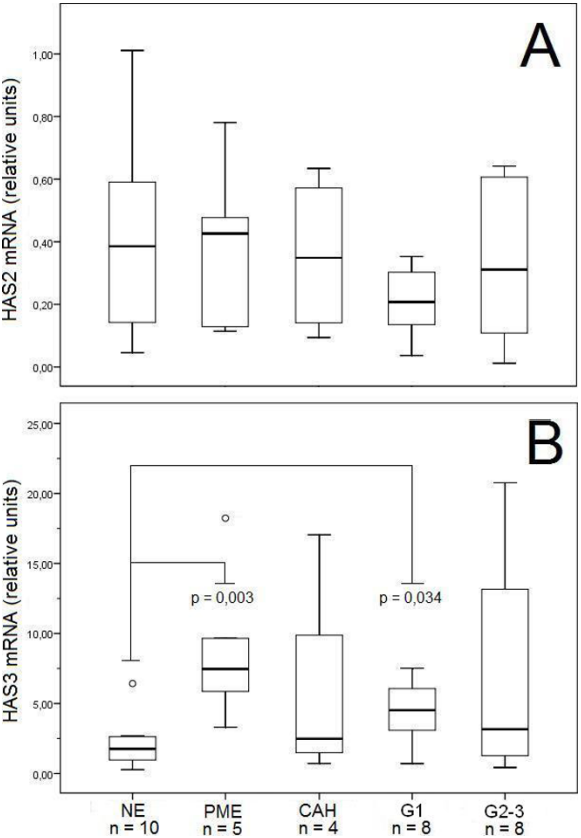 A
HAS2 mRNA (relative units)
1,00
0,80
0,60
0,40
0,20
0,00
B
HAS3 mRNA (relative units)
25,00
20,00
15,00
10,00
5,00
0,00
p = 0,003
p = 0,034
NE PME CAH G1 G2-3
n = 10 n = 5 n = 4 n = 8 n = 8